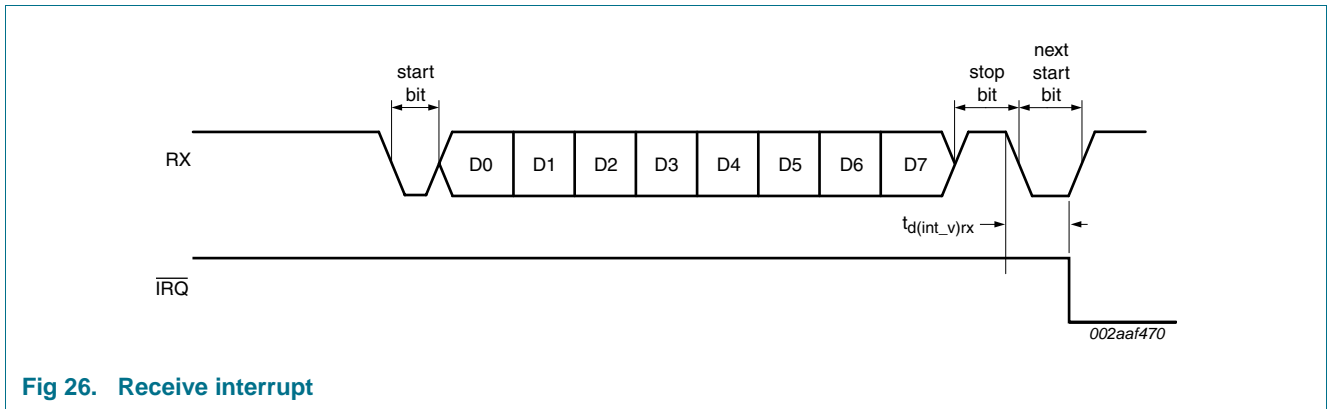 next
start
bit
stop
bit
start
bit
RX
D0 D1 D2 D3 D4 D5 D6 D7
td(int_v)rx
IRQ
002aaf470
Fig 26. Receive interrupt